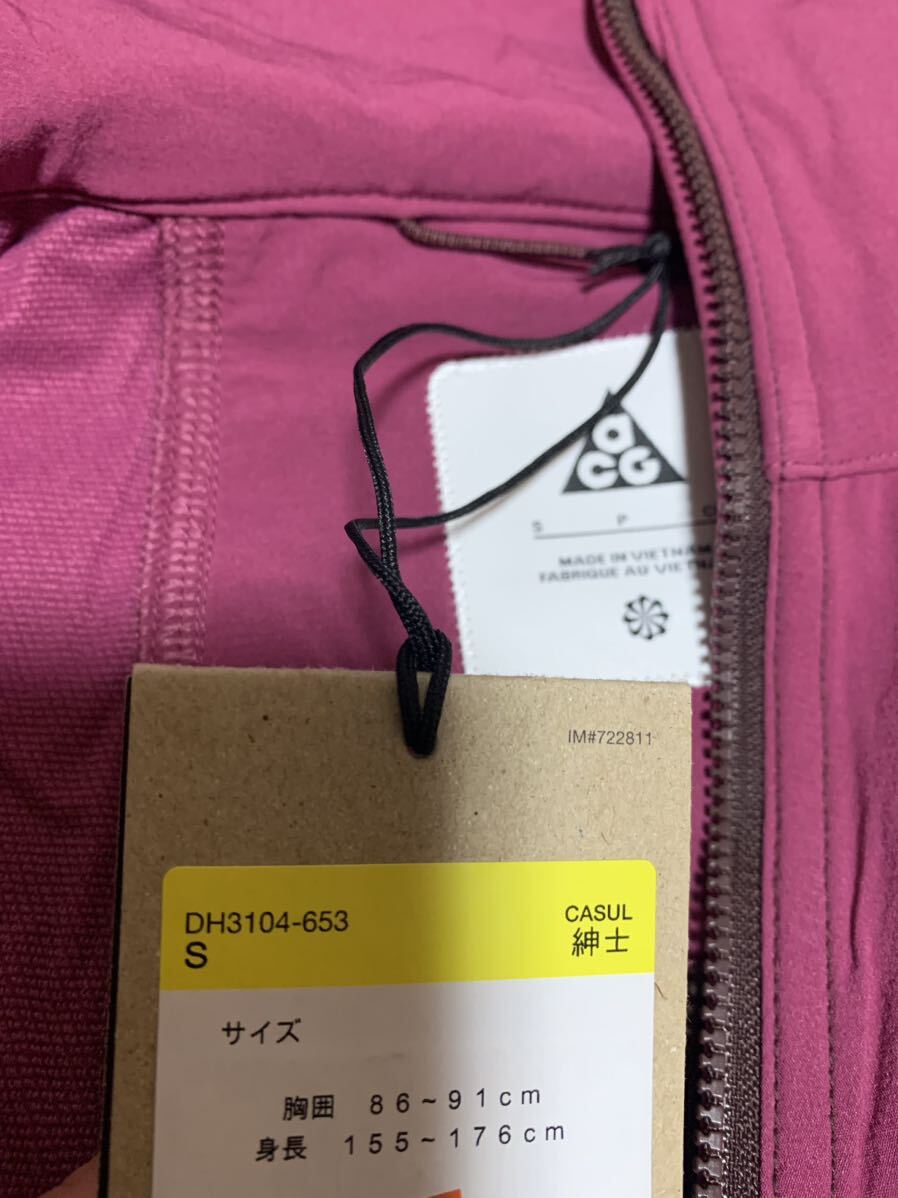 aCG
S P
MADE IN VIETNAM
FABRIQUE AU
IM#722811
DH3104-653
S
CASUL
紳士
サイズ
胸囲 86~91cm
身長 155~176cm